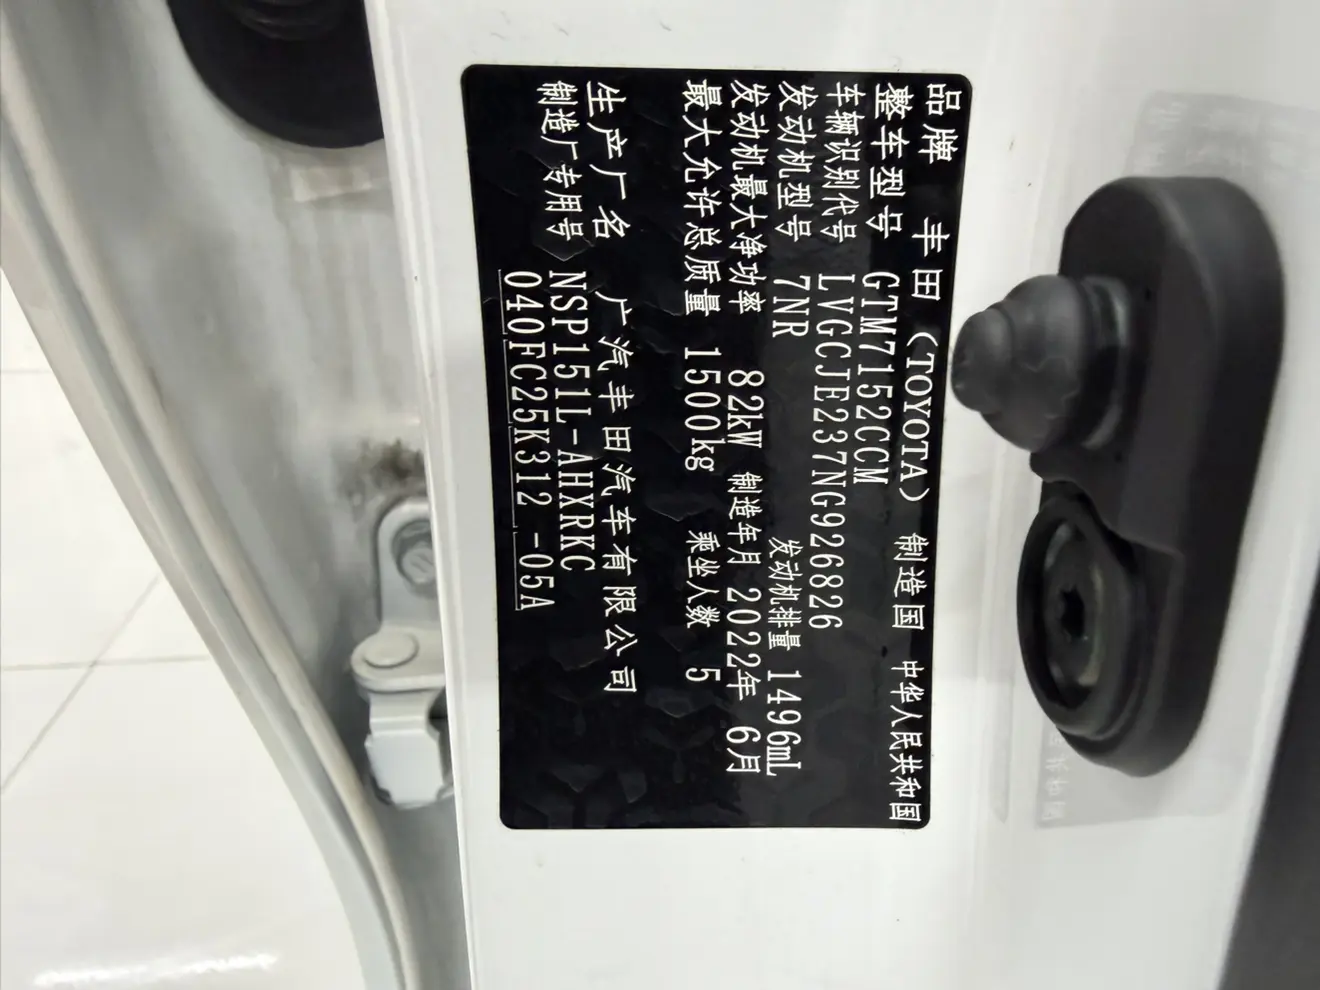 品牌 丰田(TOYOTA) 制造国 中华人民共和国
整车型号 GTM7152CCM
车辆识别代号 LVGCJE237NG926826
发动机型号 7NR 发动机排量 1496mL
发动机最大净功率 82kW 制造年月 2022年 6月
最大允许总质量 1500kg 乘坐人数 5
生产厂名 广汽丰田汽车有限公司
制造厂专用号 NSP151L-AHXRKC
040FC25K312 -05A